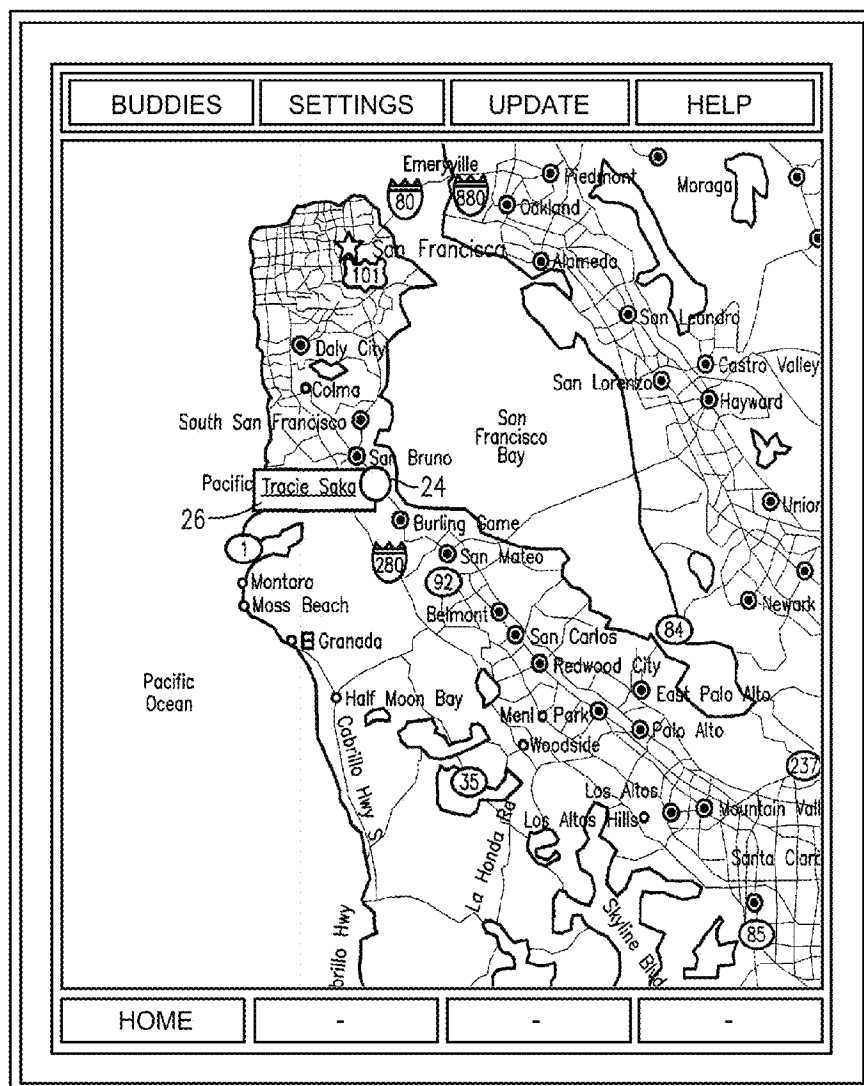 BUDDIES SETTINGS UPDATE HELP
Emeryville
Piedmont
Moraga
80
880
Oakland
San Francisco
101
Alameda
San Leandro
Daly City
Castro Valley
San Lorenzo
Colma
Hayward
South San Francisco
San
Francisco
Bay
San Bruno
Pacific
Tracie Saka
24
26
Union
Burling Game
1
280
San Mateo
92
Montara
Moss Beach
Belmont
Newark
84
San Carlos
Granada
Redwood City
Pacific
Ocean
East Palo Alto
Half Moon Bay
Menl Park
Palo Alto
Woodside
Cabrillo Hwy S
35
237
Los Altos
Los Altos Hills
Mountain Vall
La Honda Rd
Santa Clar
Skyline Blvd
85
brillo Hwy
HOME - - -